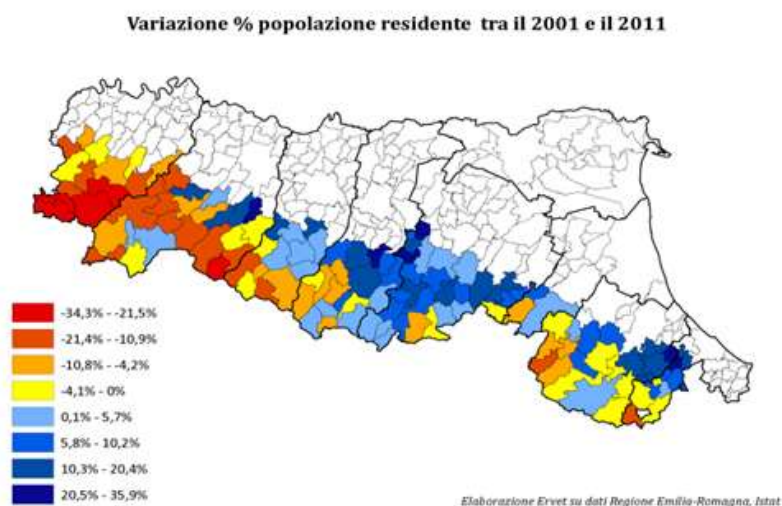 Variazione % popolazione residente tra il 2001 e il 2011
-34,3% - -21,5%
-21,4% - -10,9%
-10,8% - -4,2%
-4,1% - 0%
0,1% - 5,7%
5,8% - 10,2%
10,3% - 20,4%
20,5% - 35,9%
Elaborazione Ervet su dati Regione Emilia-Romagna, Istat